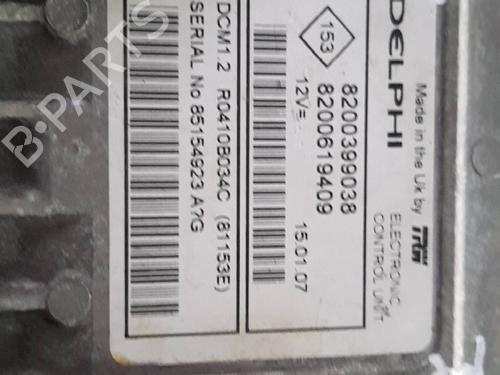 DELPHI
Made in the Uk by TRW
ELECTRONIC
CONTROL UNIT
153
8200399038
8200619409
12V=
15.01.07
DCM1.2 R0410B034C (81153E)
SERIAL No 85154923 A?G
B-PARTS